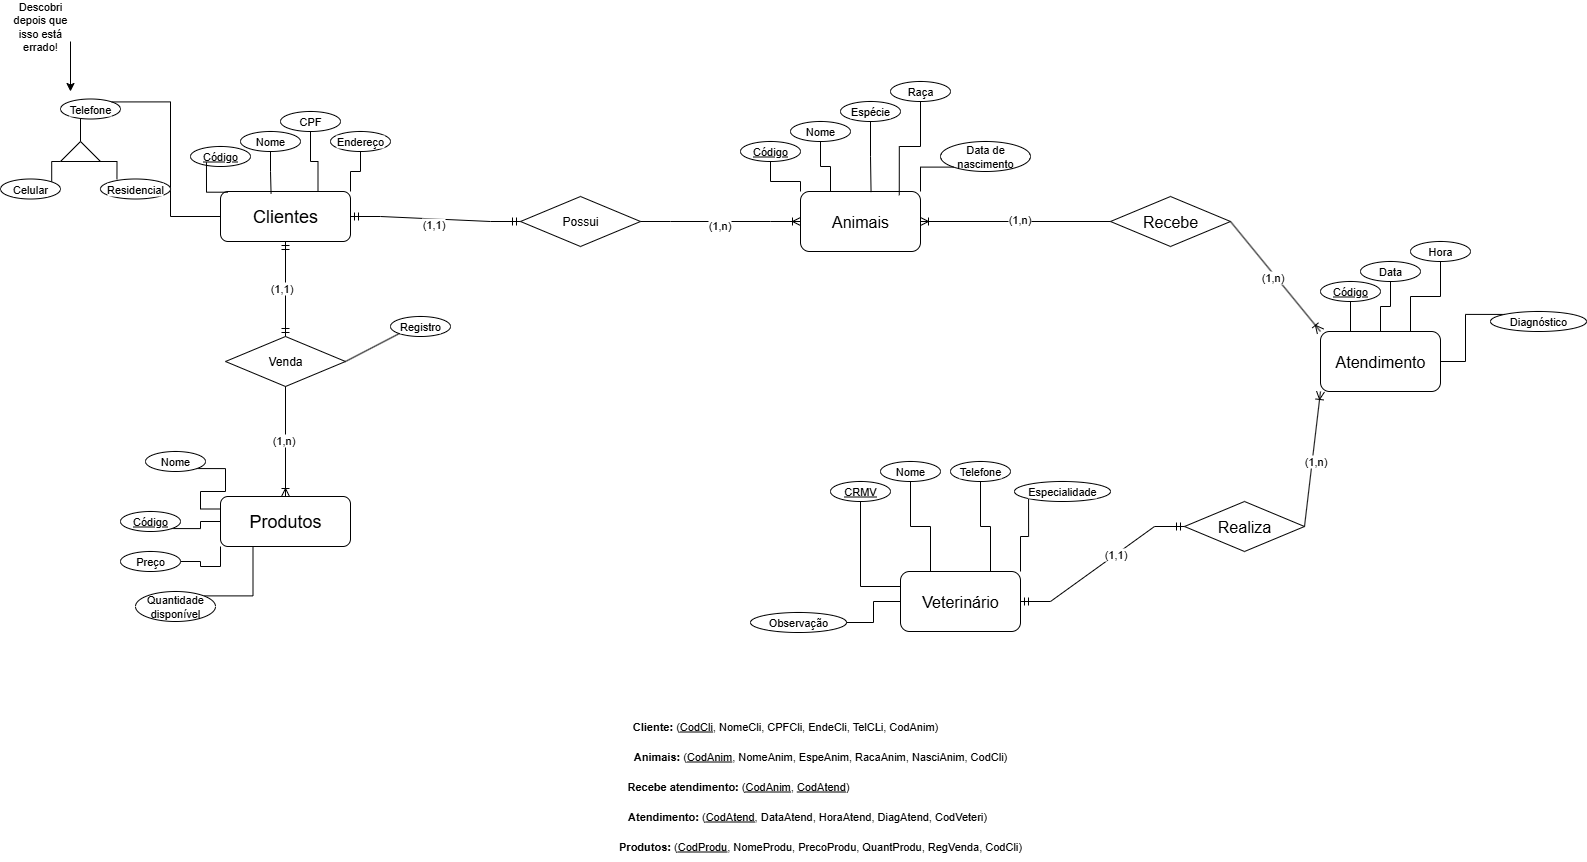 Descobri
depois que
isso está
errado!
Telefone
Celular
Residencial
Código
Nome
CPF
Endereço
Clientes
(1,1)
Possui
(1,n)
Código
Nome
Espécie
Raça
Data de
nascimento
Animais
(1,n)
Recebe
(1,n)
Código
Data
Hora
Diagnóstico
Atendimento
(1,1)
Venda
Registro
(1,n)
Nome
Código
Preço
Quantidade
disponível
Produtos
CRMV
Nome
Telefone
Especialidade
Observação
Veterinário
(1,1)
Realiza
(1,n)
Cliente: (CodCli, NomeCli, CPFCli, EndeCli, TelCLi, CodAnim)
Animais: (CodAnim, NomeAnim, EspeAnim, RacaAnim, NasciAnim, CodCli)
Recebe atendimento: (CodAnim, CodAtend)
Atendimento: (CodAtend, DataAtend, HoraAtend, DiagAtend, CodVeteri)
Produtos: (CodProdu, NomeProdu, PrecoProdu, QuantProdu, RegVenda, CodCli)